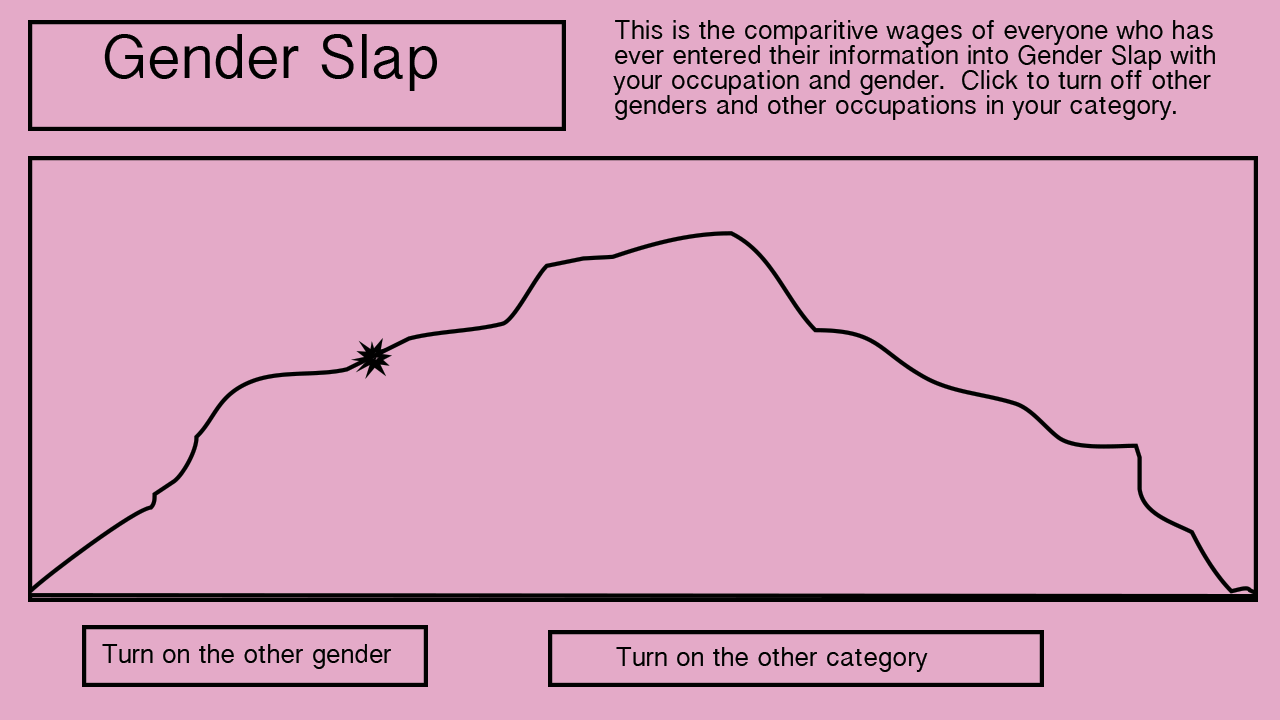 Gender Slap
This is the comparitive wages of everyone who has
ever entered their information into Gender Slap with
your occupation and gender.  Click to turn off other
genders and other occupations in your category.
Turn on the other gender
Turn on the other category